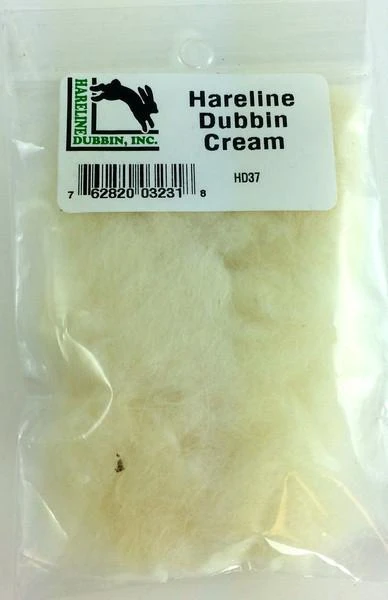 HARELINE
DUBBIN, INC.
Hareline
Dubbin
Cream
HD37
7 62820 03231 8